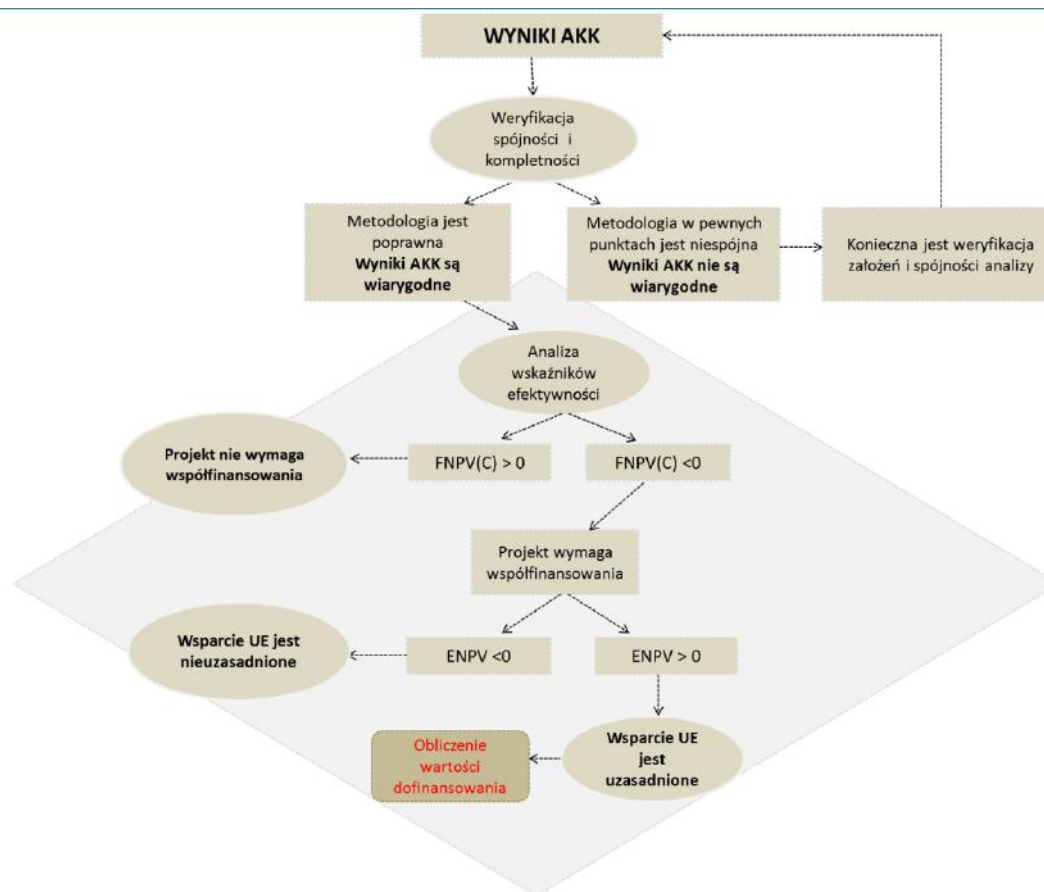 WYNIKI AKK
Weryfikacja
spójności i
kompletności
Metodologia jest
poprawna
Wyniki AKK są
wiarygodne
Metodologia w pewnych
punktach jest niespójna
Wyniki AKK nie są
wiarygodne
Konieczna jest weryfikacja
założeń i spójności analizy
Analiza
wskaźników
efektywności
Projekt nie wymaga
współfinansowania
FNPV(C) > 0
FNPV(C) <0
Projekt wymaga
współfinansowania
Wsparcie UE jest
nieuzasadnione
ENPV <0
ENPV > 0
Obliczenie
wartości
dofinansowania
Wsparcie UE
jest
uzasadnione